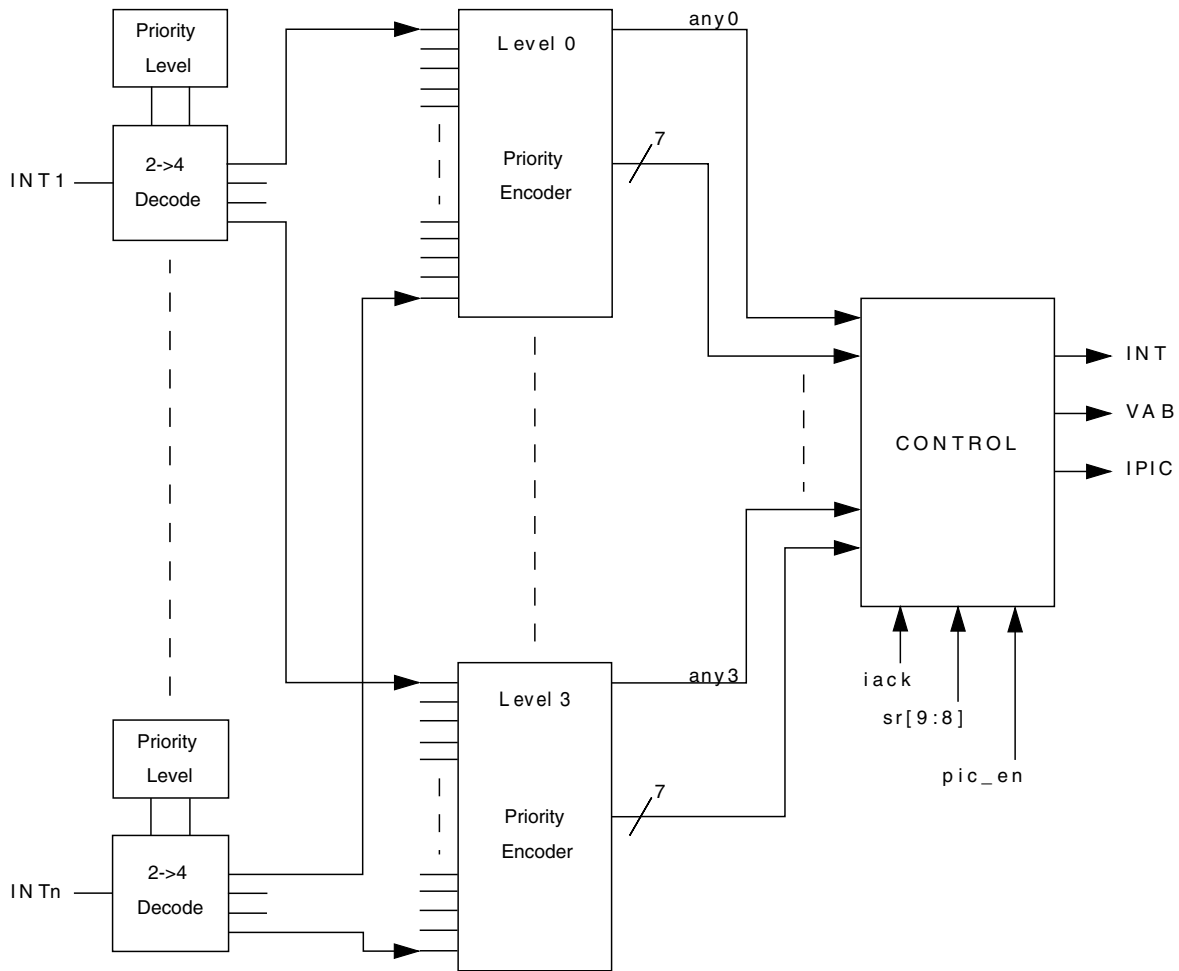 Priority
Level
2->4
Decode
INT1
Level 0
Priority
Encoder
any0
7
CONTROL
INT
VAB
IPIC
iack
sr[9:8]
pic_en
Priority
Level
2->4
Decode
INTn
Level 3
Priority
Encoder
any3
7